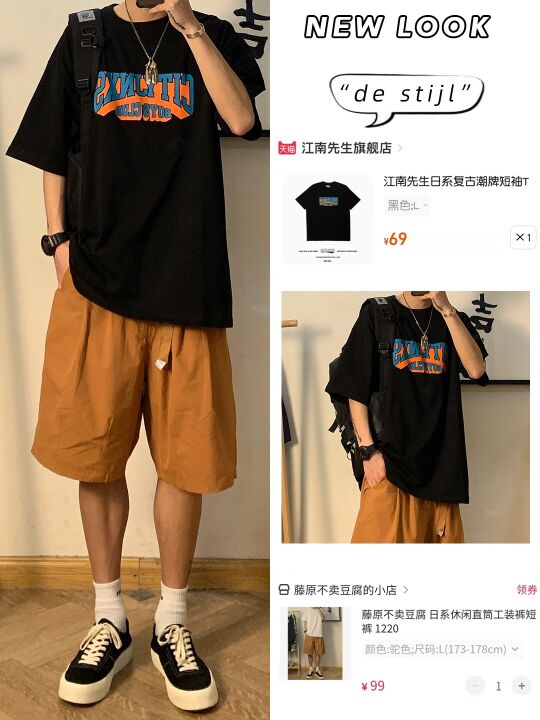 NEW LOOK
“de stijl”
天猫 江南先生旗舰店
江南先生日系复古潮牌短袖T
黑色:L
¥69
×1
藤原不卖豆腐的小店
领券
藤原不卖豆腐 日系休闲直筒工装裤短
裤 1220
颜色:驼色;尺码:L(173-178cm)
¥99
- 1 +